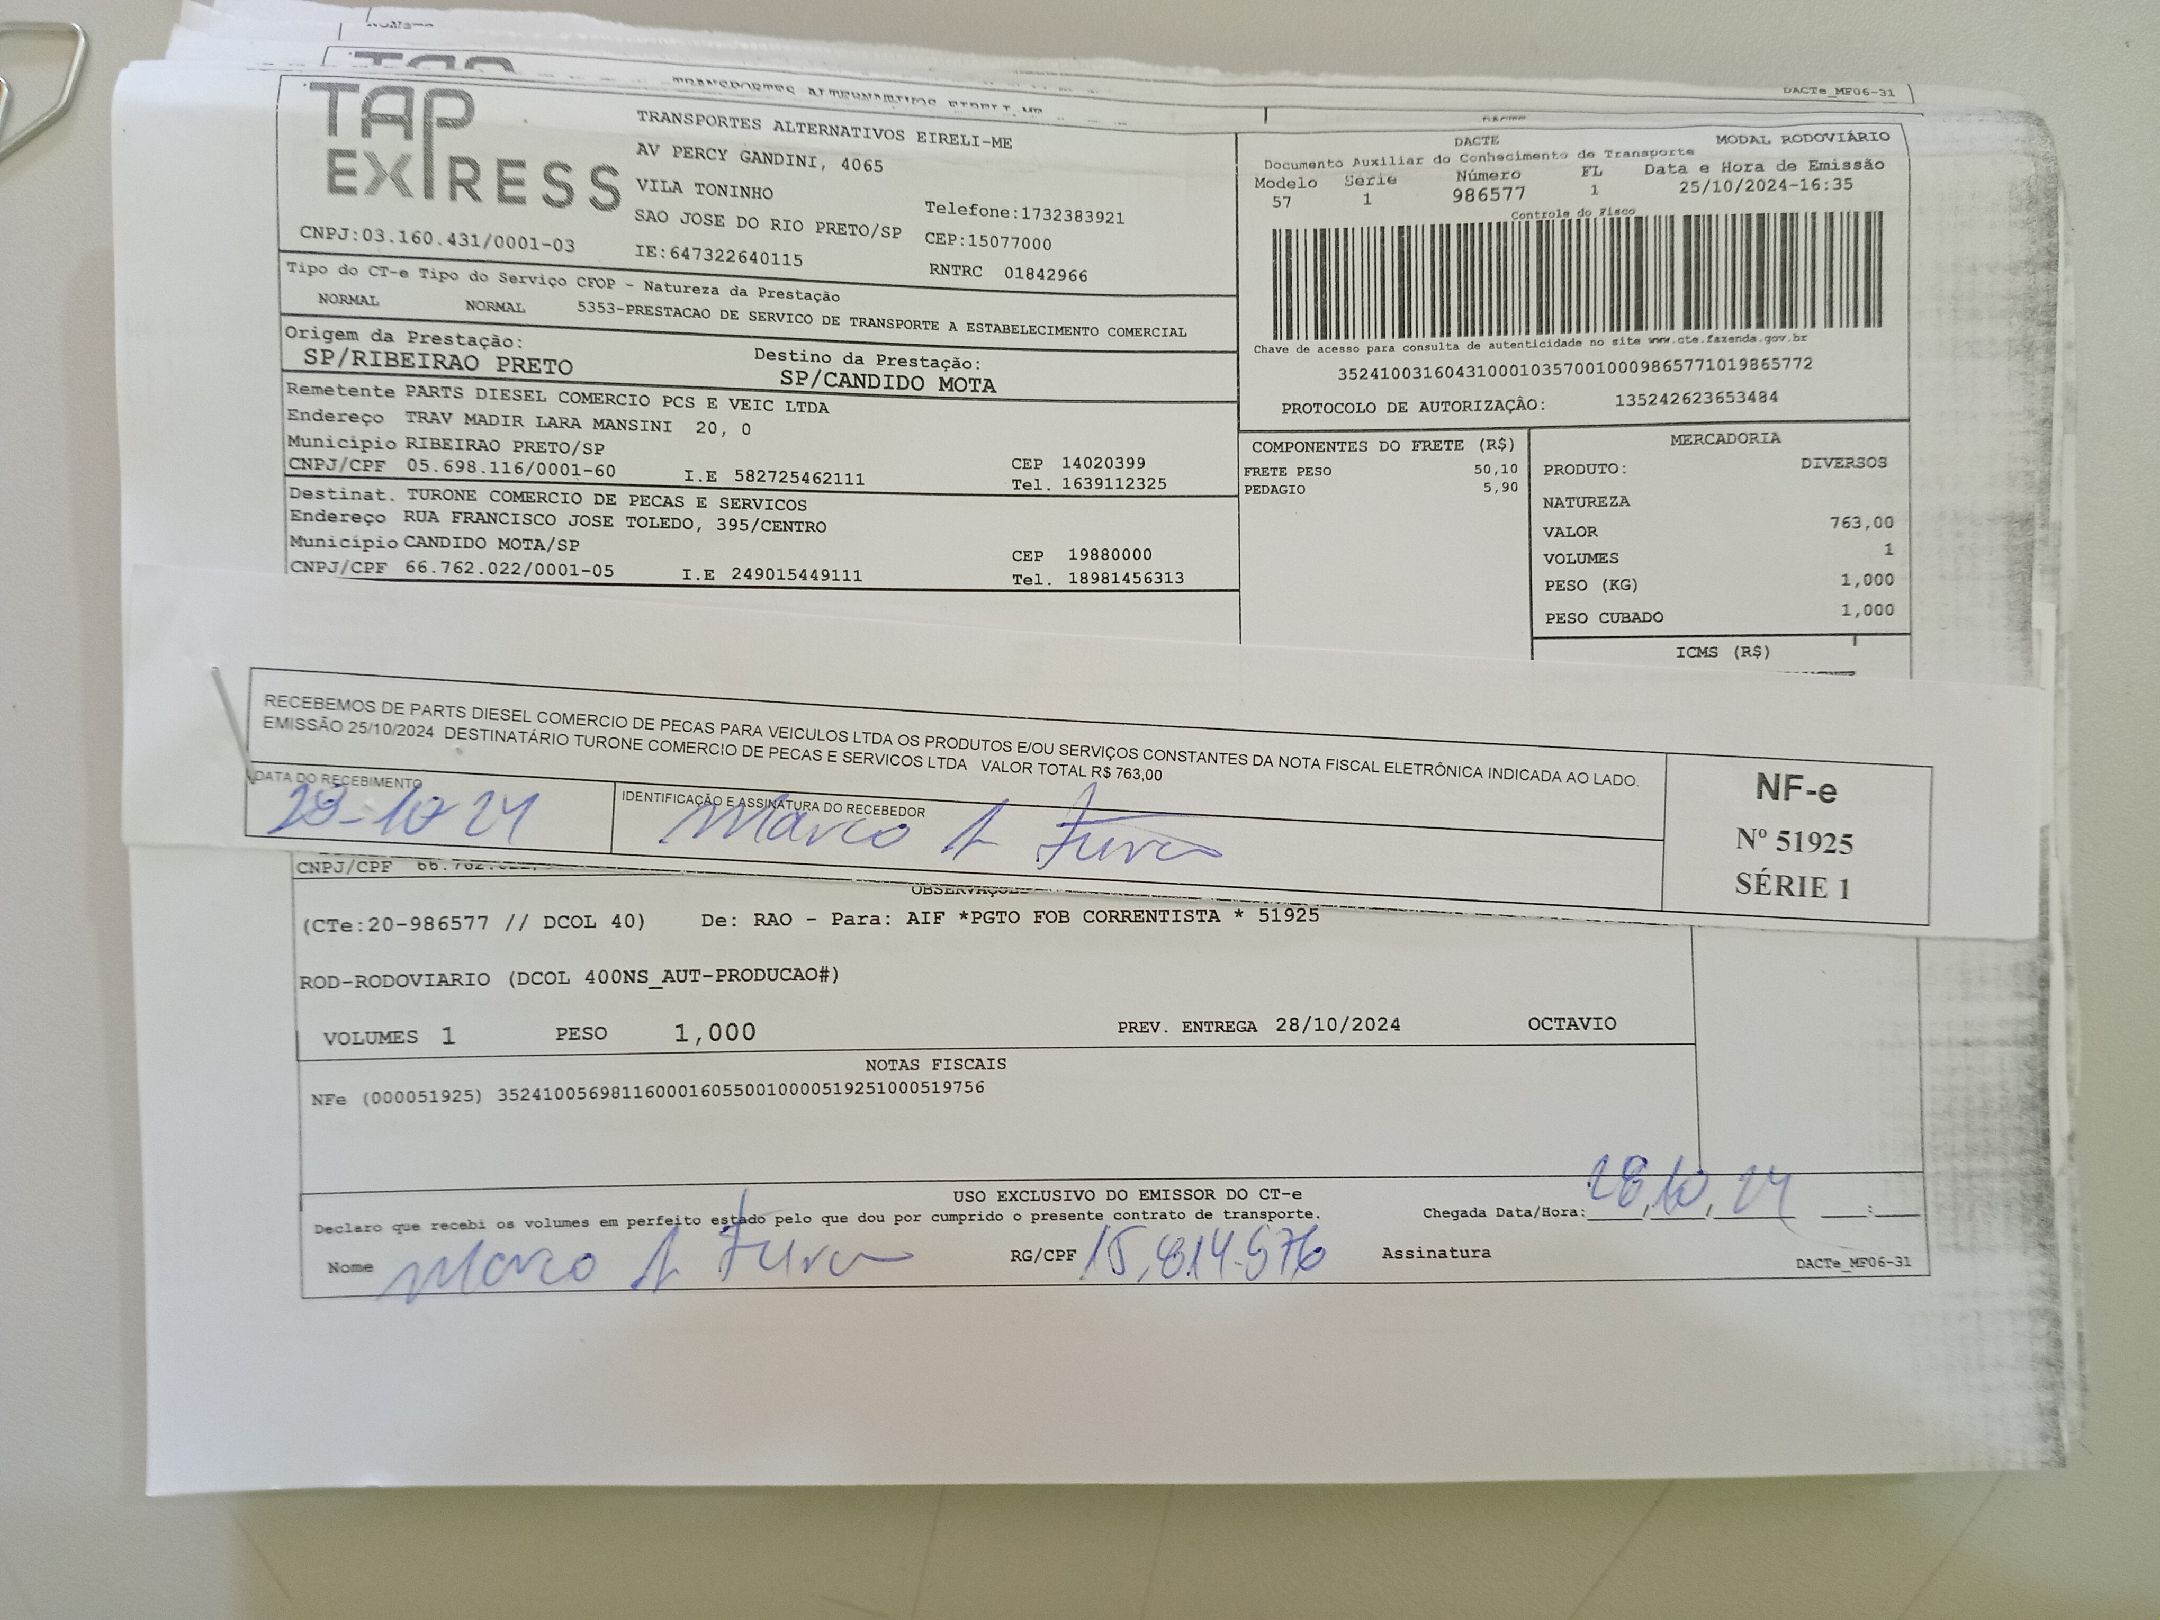 DACTe_MF06-31
TAP EXPRESS
TRANSPORTES ALTERNATIVOS EIRELI-ME
AV PERCY GANDINI, 4065
VILA TONINHO
SAO JOSE DO RIO PRETO/SP
Telefone:1732383921
CEP:15077000
CNPJ:03.160.431/0001-03
IE:647322640115
RNTRC 01842966
DACTE
MODAL RODOVIÁRIO
Documento Auxiliar do Conhecimento de Transporte
Modelo Serie Número FL Data e Hora de Emissão
57 1 986577 1 25/10/2024-16:35
Controle do Fisco
Chave de acesso para consulta de autenticidade no site www.cte.fazenda.gov.br
35241003160431000103570010009865771019865772
PROTOCOLO DE AUTORIZAÇÃO: 135242623653484
Tipo do CT-e Tipo do Serviço CFOP - Natureza da Prestação
NORMAL NORMAL 5353-PRESTACAO DE SERVICO DE TRANSPORTE A ESTABELECIMENTO COMERCIAL
Origem da Prestação: Destino da Prestação:
SP/RIBEIRAO PRETO SP/CANDIDO MOTA
Remetente PARTS DIESEL COMERCIO PCS E VEIC LTDA
Endereço TRAV MADIR LARA MANSINI 20, 0
Município RIBEIRAO PRETO/SP CEP 14020399
CNPJ/CPF 05.698.116/0001-60 I.E 582725462111 Tel. 1639112325
Destinat. TURONE COMERCIO DE PECAS E SERVICOS
Endereço RUA FRANCISCO JOSE TOLEDO, 395/CENTRO
Município CANDIDO MOTA/SP CEP 19880000
CNPJ/CPF 66.762.022/0001-05 I.E 249015449111 Tel. 18981456313
COMPONENTES DO FRETE (R$)
FRETE PESO 50,10
PEDAGIO 5,90
MERCADORIA
PRODUTO: DIVERSOS
NATUREZA
VALOR 763,00
VOLUMES 1
PESO (KG) 1,000
PESO CUBADO 1,000
ICMS (R$)
RECEBEMOS DE PARTS DIESEL COMERCIO DE PECAS PARA VEICULOS LTDA OS PRODUTOS E/OU SERVIÇOS CONSTANTES DA NOTA FISCAL ELETRÔNICA INDICADA AO LADO.
EMISSÃO 25/10/2024 DESTINATÁRIO TURONE COMERCIO DE PECAS E SERVICOS LTDA VALOR TOTAL R$ 763,00
DATA DO RECEBIMENTO IDENTIFICAÇÃO E ASSINATURA DO RECEBEDOR
28-10 24 Marco A Turco
NF-e
Nº 51925
SÉRIE 1
CNPJ/CPF 66.762.022/
OBSERVAÇÕES
(CTe:20-986577 // DCOL 40) De: RAO - Para: AIF *PGTO FOB CORRENTISTA * 51925
ROD-RODOVIARIO (DCOL 400NS_AUT-PRODUCAO#)
VOLUMES 1 PESO 1,000 PREV. ENTREGA 28/10/2024 OCTAVIO
NOTAS FISCAIS
NFe (000051925) 35241005698116000160550010000519251000519756
USO EXCLUSIVO DO EMISSOR DO CT-e
Declaro que recebi os volumes em perfeito estado pelo que dou por cumprido o presente contrato de transporte. Chegada Data/Hora: 28, 10, 24
Nome Marco A Turco RG/CPF 15.814.576 Assinatura
DACTe_MF06-31